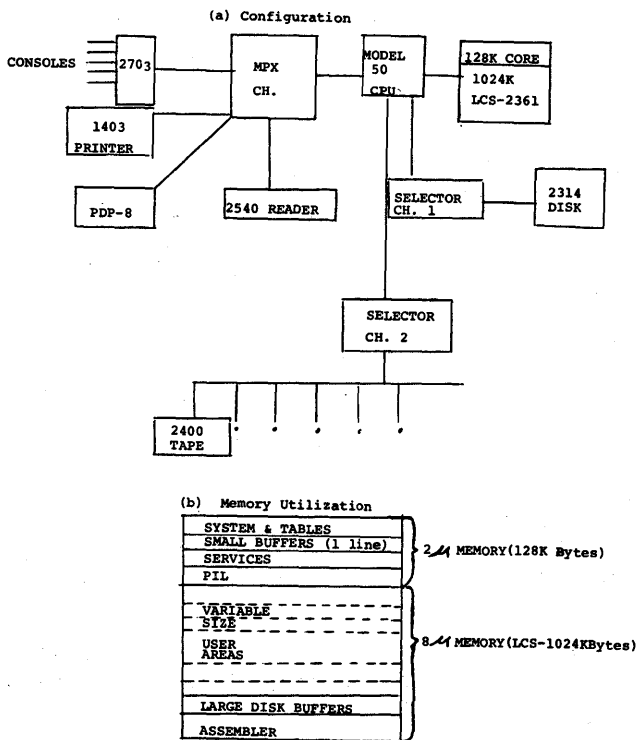 (a) Configuration
CONSOLES
2703
MPX
CH.
MODEL
50
CPU
128K CORE
1024K
LCS-2361
1403
PRINTER
PDP-8
2540 READER
SELECTOR
CH. 1
2314
DISK
SELECTOR
CH. 2
2400
TAPE
(b) Memory Utilization
SYSTEM & TABLES
SMALL BUFFERS (1 line)
SERVICES
PIL
2 μ MEMORY(128K Bytes)
VARIABLE
SIZE
USER
AREAS
8 μ MEMORY(LCS-1024KBytes)
LARGE DISK BUFFERS
ASSEMBLER